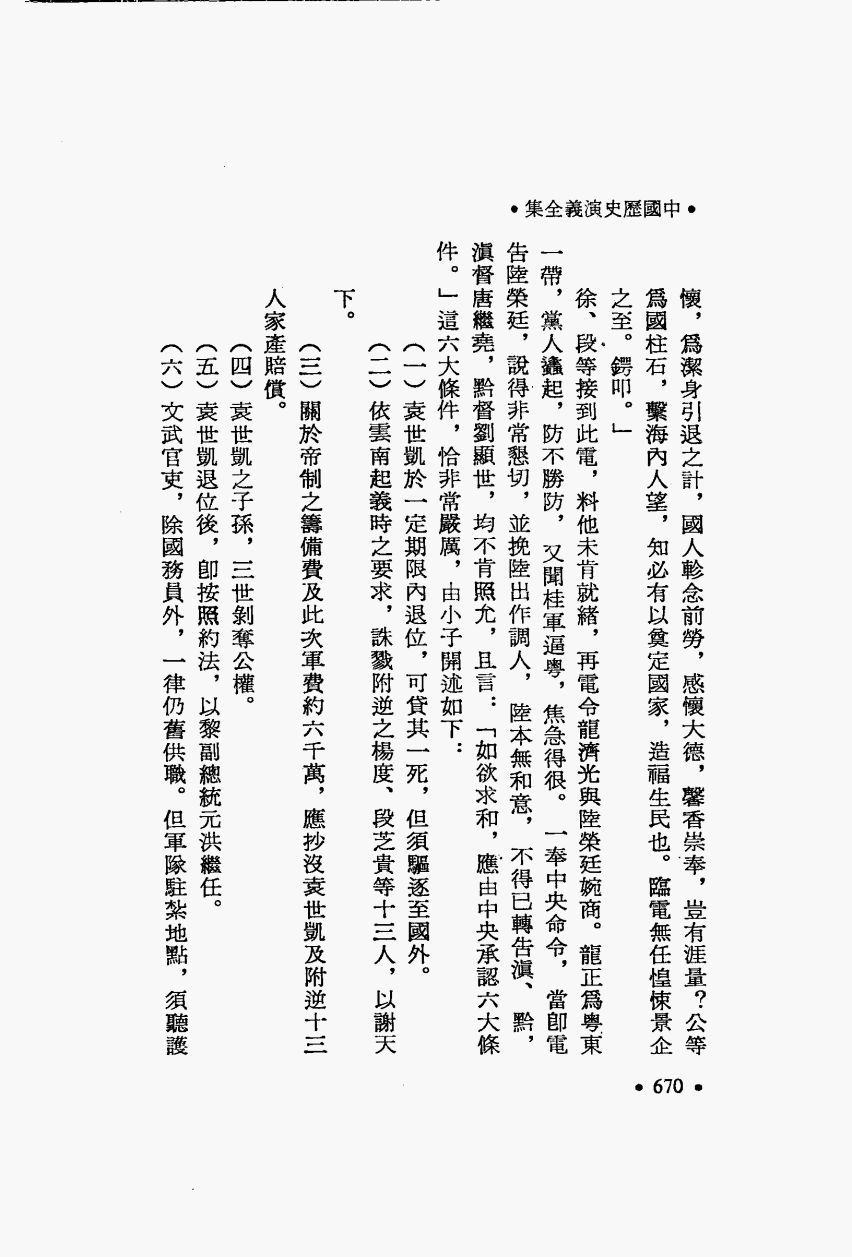 •中國歷史演義全集•
懷，爲潔身引退之計，國人軫念前勞，感懷大德，馨香崇奉，豈有涯量？公等
爲國柱石，繫海內人望，知必有以奠定國家，造福生民也。臨電無任惶悚景企
之至。鍔叩。」
徐、段等接到此電，料他未肯就緒，再電令龍濟光與陸榮廷婉商。龍正爲粵東
一帶，黨人蠭起，防不勝防，又聞桂軍逼粵，焦急得很。一奉中央命令，當卽電
告陸榮廷，說得非常懇切，並挽陸出作調人，陸本無和意，不得已轉告滇、黔，
滇督唐繼堯，黔督劉顯世，均不肯照允，且言：「如欲求和，應由中央承認六大條
件。」這六大條件，恰非常嚴厲，由小子開述如下：
（一）袁世凱於一定期限內退位，可貸其一死，但須驅逐至國外。
（二）依雲南起義時之要求，誅戮附逆之楊度、段芝貴等十三人，以謝天
下。
（三）關於帝制之籌備費及此次軍費約六千萬，應抄沒袁世凱及附逆十三
人家產賠償。
（四）袁世凱之子孫，三世剝奪公權。
（五）袁世凱退位後，卽按照約法，以黎副總統元洪繼任。
（六）文武官吏，除國務員外，一律仍舊供職。但軍隊駐紮地點，須聽護
•670•